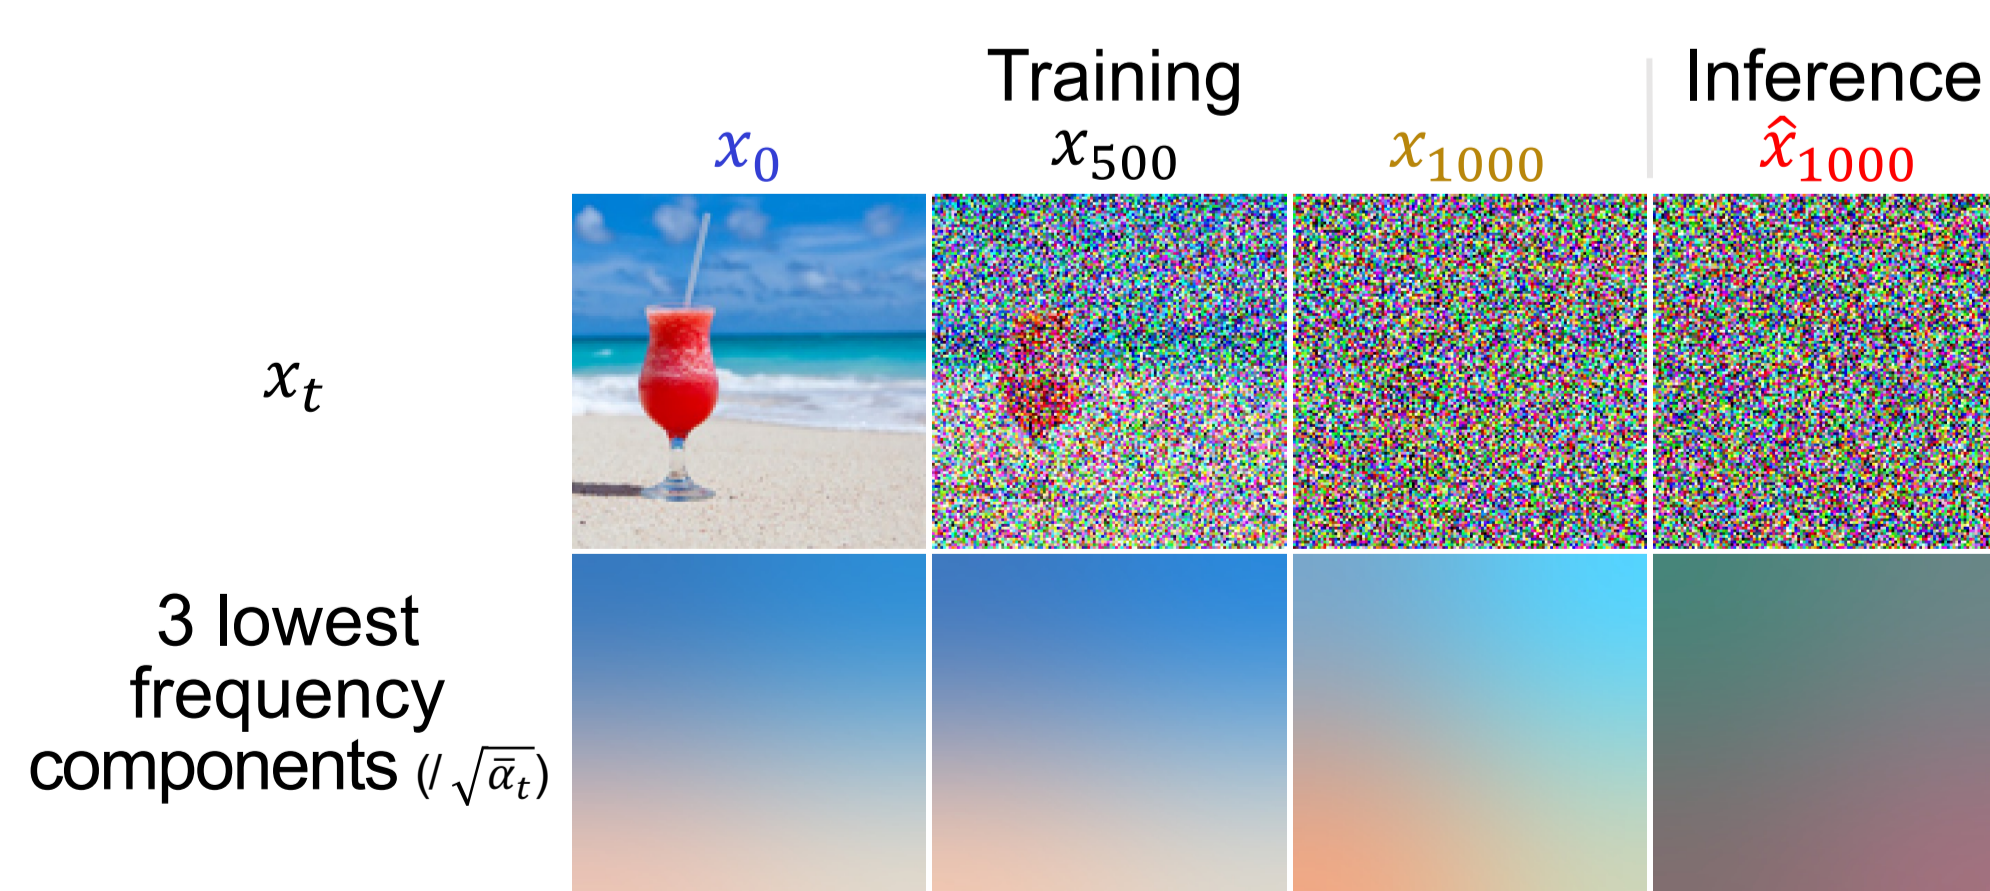 Training
Inference
x₀
x₅₀₀
x₁₀₀₀
x̂₁₀₀₀
xₜ
3 lowest
frequency
components (/ √ᾱₜ)